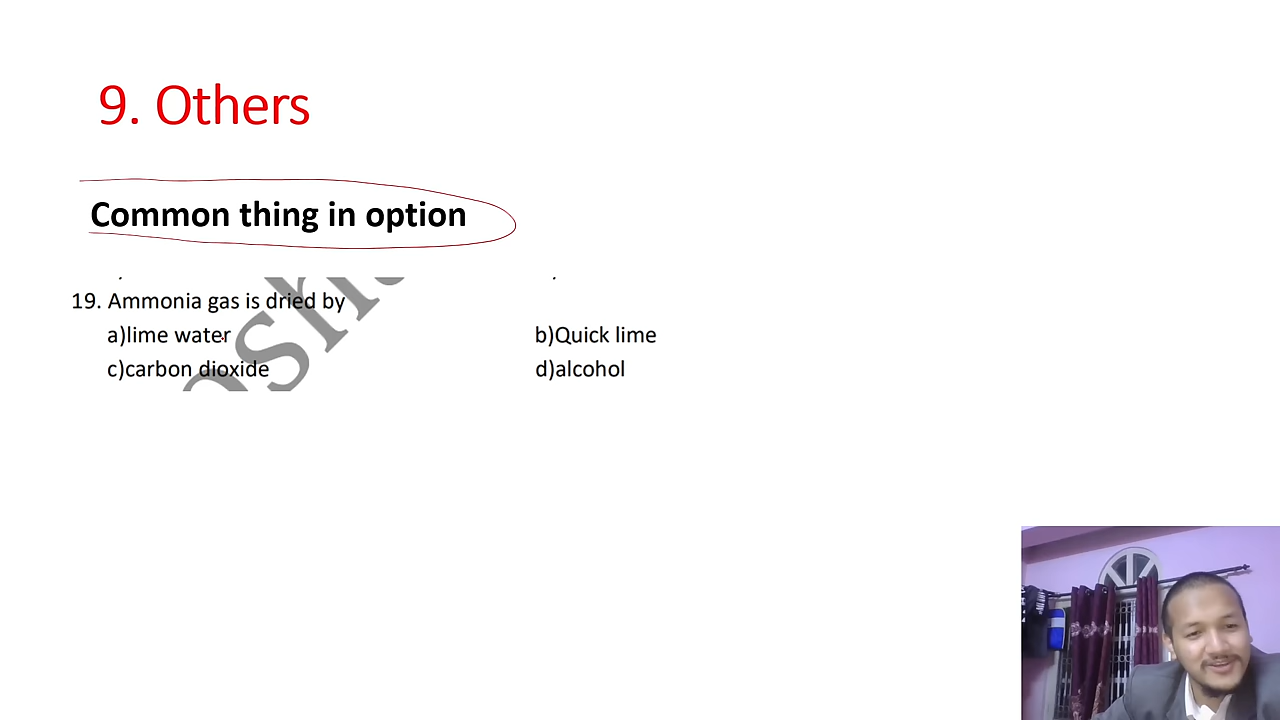 9. Others
Common thing in option
19. Ammonia gas is dried by
a)lime water b)Quick lime
c)carbon dioxide d)alcohol